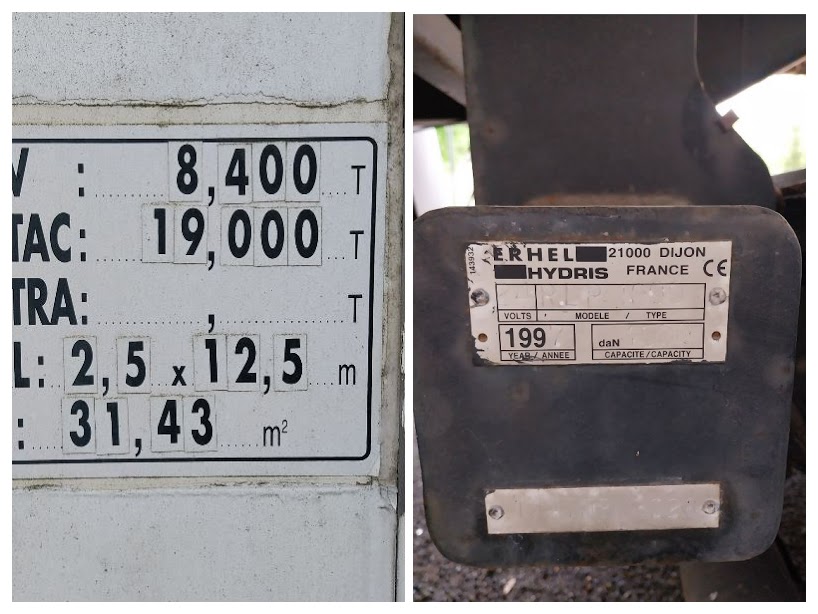 V : 8,400 T
TAC: 19,000 T
TRA: , T
L: 2,5 x 12,5 m
: 31,43 m²
143932
ERHEL 21000 DIJON
HYDRIS FRANCE CE
VOLTS MODELE / TYPE
199 daN
YEAR / ANNEE CAPACITE / CAPACITY